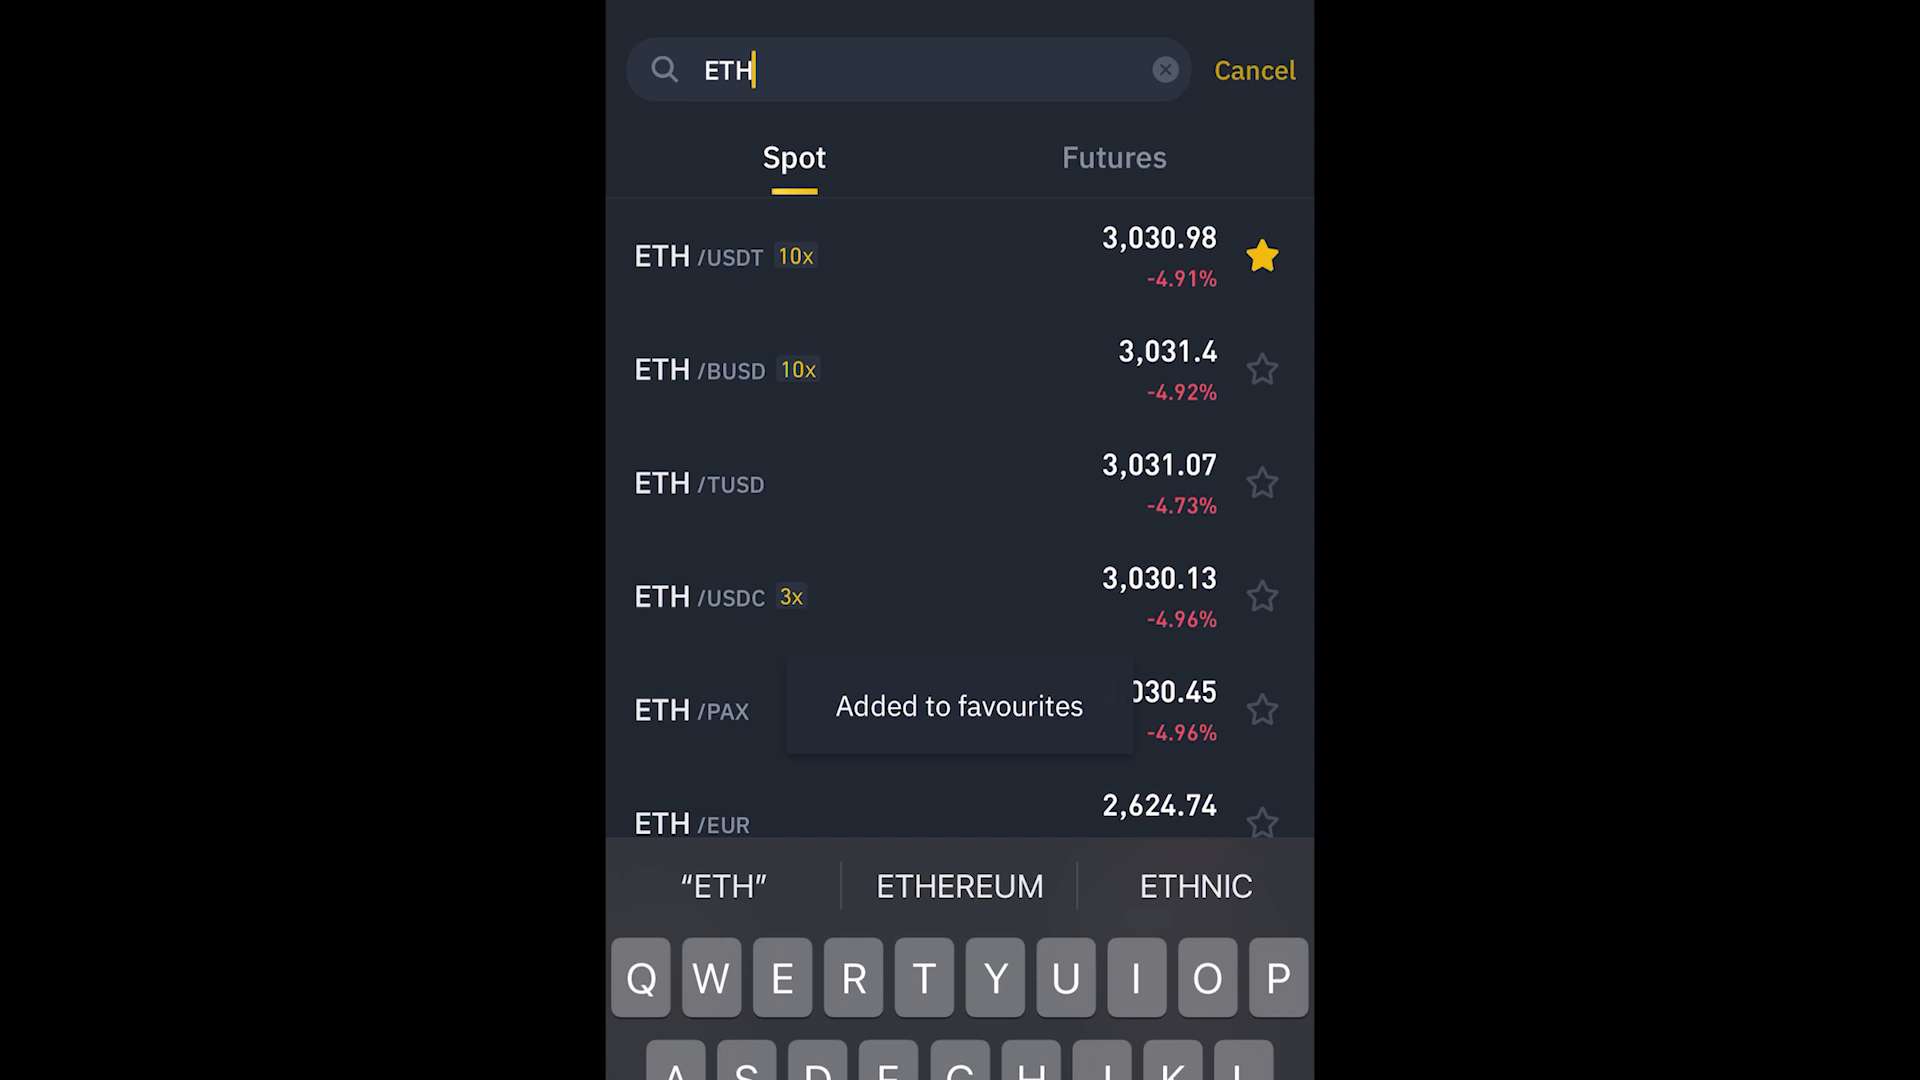 ETH
Cancel
Spot
Futures
ETH /USDT 10x
3,030.98
-4.91%
ETH /BUSD 10x
3,031.4
-4.92%
ETH /TUSD
3,031.07
-4.73%
ETH /USDC 3x
3,030.13
-4.96%
ETH /PAX
030.45
-4.96%
Added to favourites
ETH /EUR
2,624.74
“ETH”
ETHEREUM
ETHNIC
Q W E R T Y U I O P
A S D F G H J K L